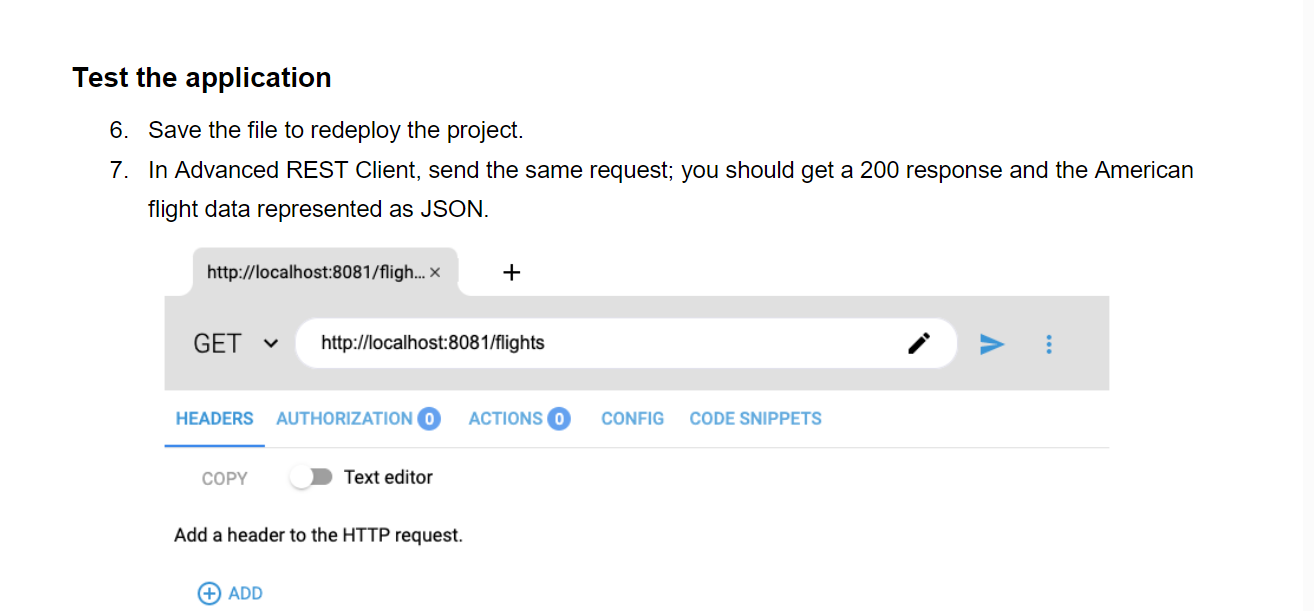 Test the application
6. Save the file to redeploy the project.
7. In Advanced REST Client, send the same request; you should get a 200 response and the American
flight data represented as JSON.
http://localhost:8081/fligh... × +
GET http://localhost:8081/flights
HEADERS AUTHORIZATION 0 ACTIONS 0 CONFIG CODE SNIPPETS
COPY Text editor
Add a header to the HTTP request.
ADD